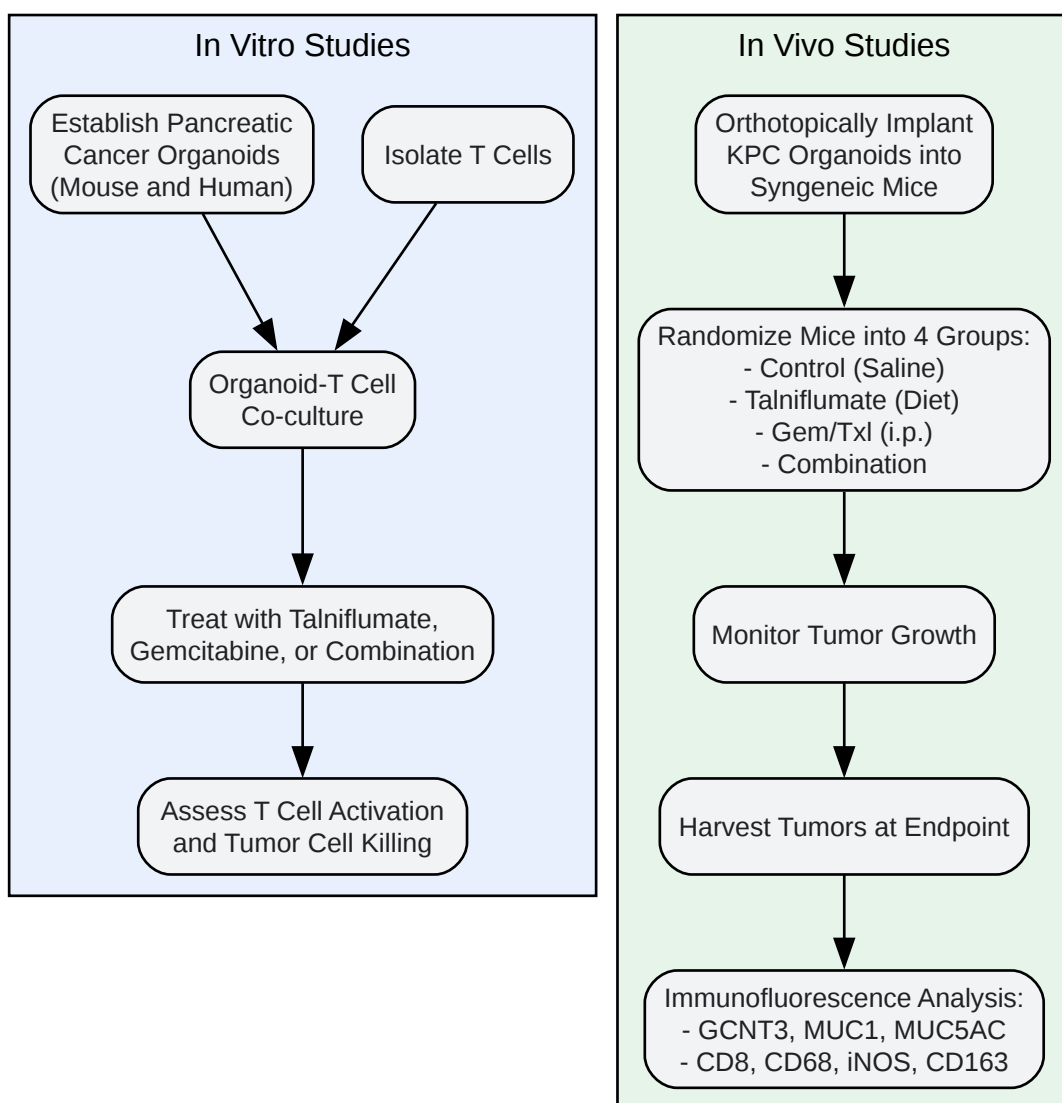 In Vitro Studies
Establish Pancreatic
Cancer Organoids
(Mouse and Human)
Isolate T Cells
Organoid-T Cell
Co-culture
Treat with Talniflumate,
Gemcitabine, or Combination
Assess T Cell Activation
and Tumor Cell Killing
In Vivo Studies
Orthotopically Implant
KPC Organoids into
Syngeneic Mice
Randomize Mice into 4 Groups:
- Control (Saline)
- Talniflumate (Diet)
- Gem/Txl (i.p.)
- Combination
Monitor Tumor Growth
Harvest Tumors at Endpoint
Immunofluorescence Analysis:
- GCNT3, MUC1, MUC5AC
- CD8, CD68, iNOS, CD163